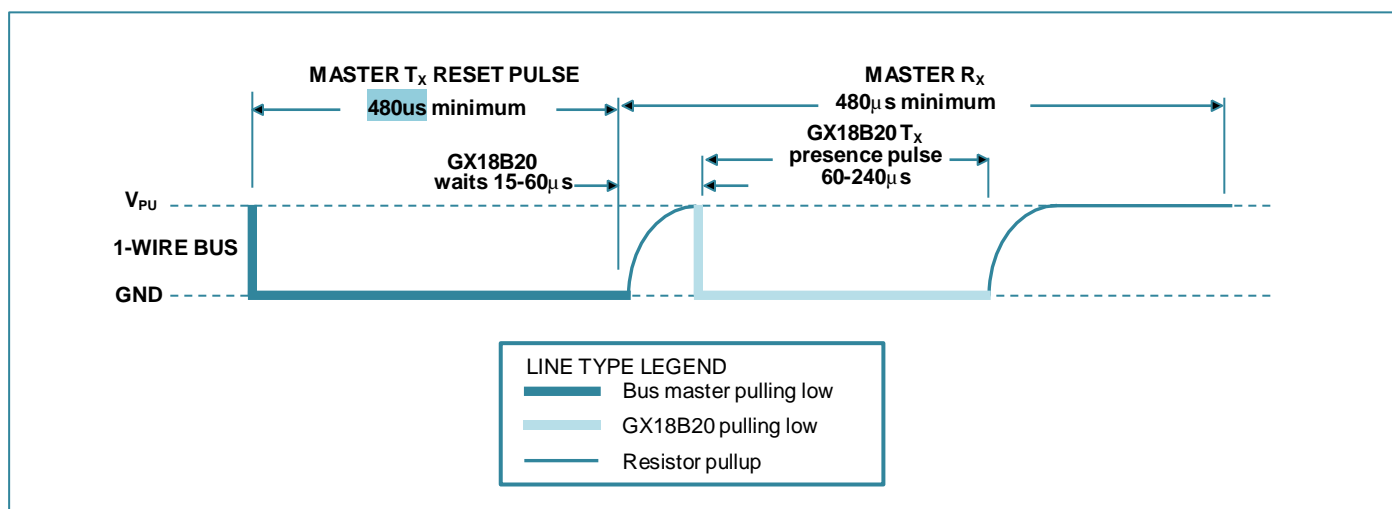 MASTER TX RESET PULSE
480us minimum
MASTER RX
480μs minimum
GX18B20
waits 15-60μs
GX18B20 TX
presence pulse
60-240μs
VPU
1-WIRE BUS
GND
LINE TYPE LEGEND
Bus master pulling low
GX18B20 pulling low
Resistor pullup